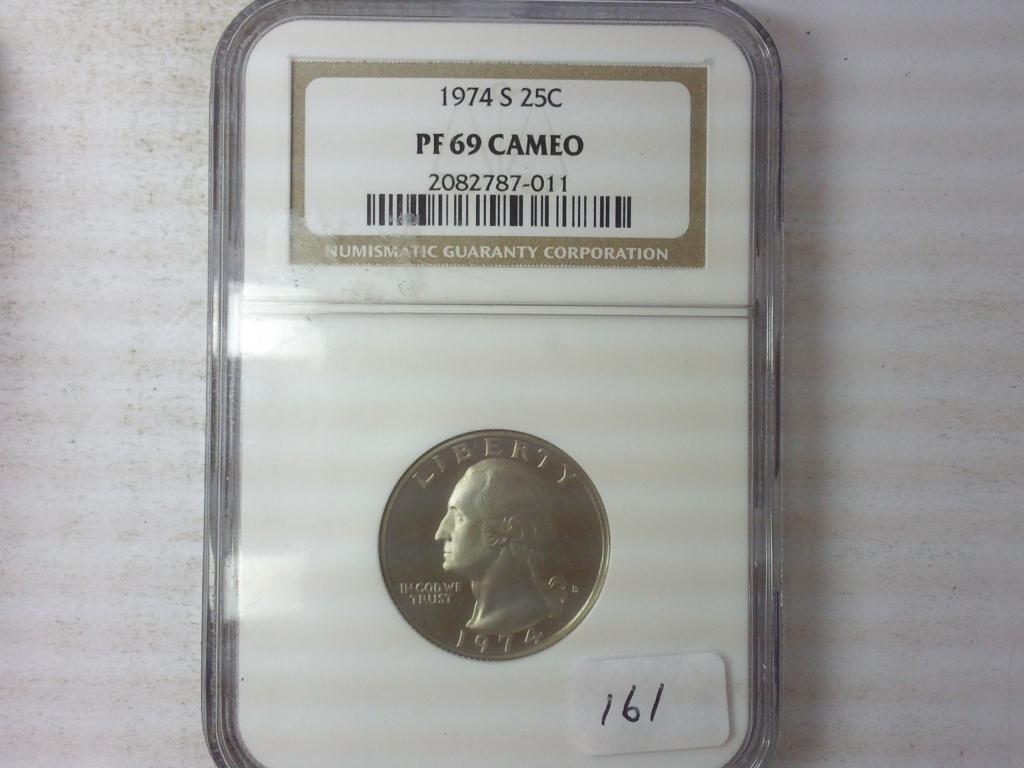 1974 S 25C
PF 69 CAMEO
2082787-011
NUMISMATIC GUARANTY CORPORATION
LIBERTY
IN GOD WE
TRUST
S
1974
161